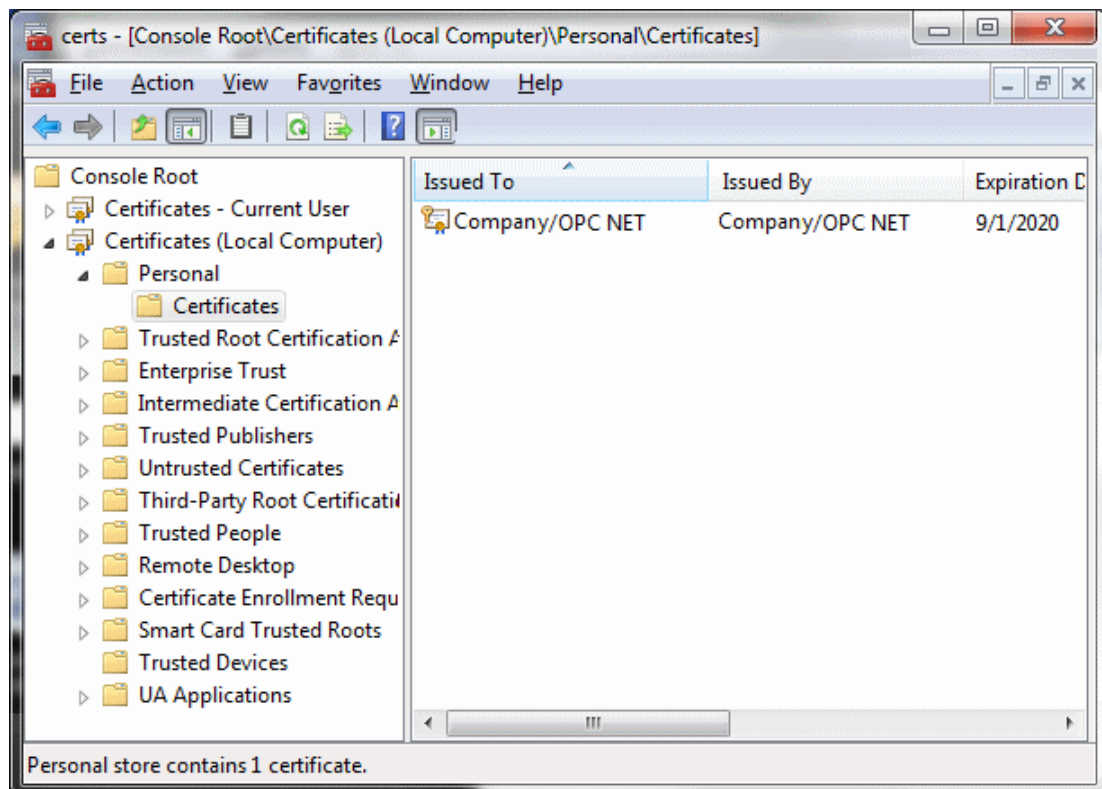 certs - [Console Root\Certificates (Local Computer)\Personal\Certificates]
File Action View Favorites Window Help
Console Root
Certificates - Current User
Certificates (Local Computer)
Personal
Certificates
Trusted Root Certification A
Enterprise Trust
Intermediate Certification A
Trusted Publishers
Untrusted Certificates
Third-Party Root Certificati
Trusted People
Remote Desktop
Certificate Enrollment Requ
Smart Card Trusted Roots
Trusted Devices
UA Applications
Issued To Issued By Expiration D
Company/OPC NET Company/OPC NET 9/1/2020
Personal store contains 1 certificate.